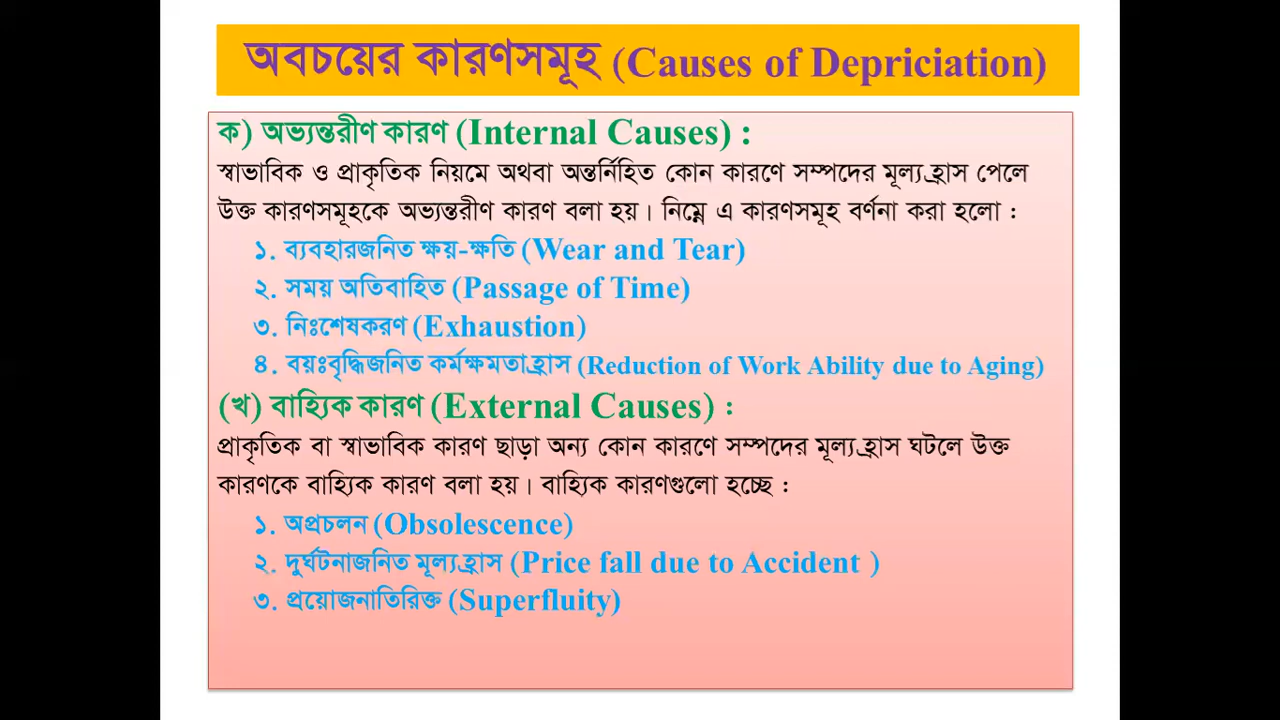 অবচয়ের কারণসমূহ (Causes of Depriciation)
ক) অভ্যন্তরীণ কারণ (Internal Causes) :
স্বাভাবিক ও প্রাকৃতিক নিয়মে অথবা অন্তর্নিহিত কোন কারণে সম্পদের মূল্যহ্রাস পেলে
উক্ত কারণসমূহকে অভ্যন্তরীণ কারণ বলা হয়। নিম্নে এ কারণসমূহ বর্ণনা করা হলো :
১. ব্যবহারজনিত ক্ষয়-ক্ষতি (Wear and Tear)
২. সময় অতিবাহিত (Passage of Time)
৩. নিঃশেষকরণ (Exhaustion)
৪. বয়ঃবৃদ্ধিজনিত কর্মক্ষমতাহ্রাস (Reduction of Work Ability due to Aging)
(খ) বাহ্যিক কারণ (External Causes) :
প্রাকৃতিক বা স্বাভাবিক কারণ ছাড়া অন্য কোন কারণে সম্পদের মূল্যহ্রাস ঘটলে উক্ত
কারণকে বাহ্যিক কারণ বলা হয়। বাহ্যিক কারণগুলো হচ্ছে :
১. অপ্রচলন (Obsolescence)
২. দুর্ঘটনাজনিত মূল্যহ্রাস (Price fall due to Accident )
৩. প্রয়োজনাতিরিক্ত (Superfluity)